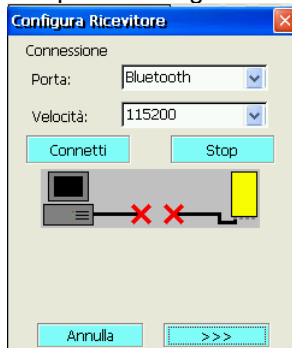 Configura Ricevitore
Connessione
Porta: Bluetooth
Velocità: 115200
Connetti Stop
Annulla >>>